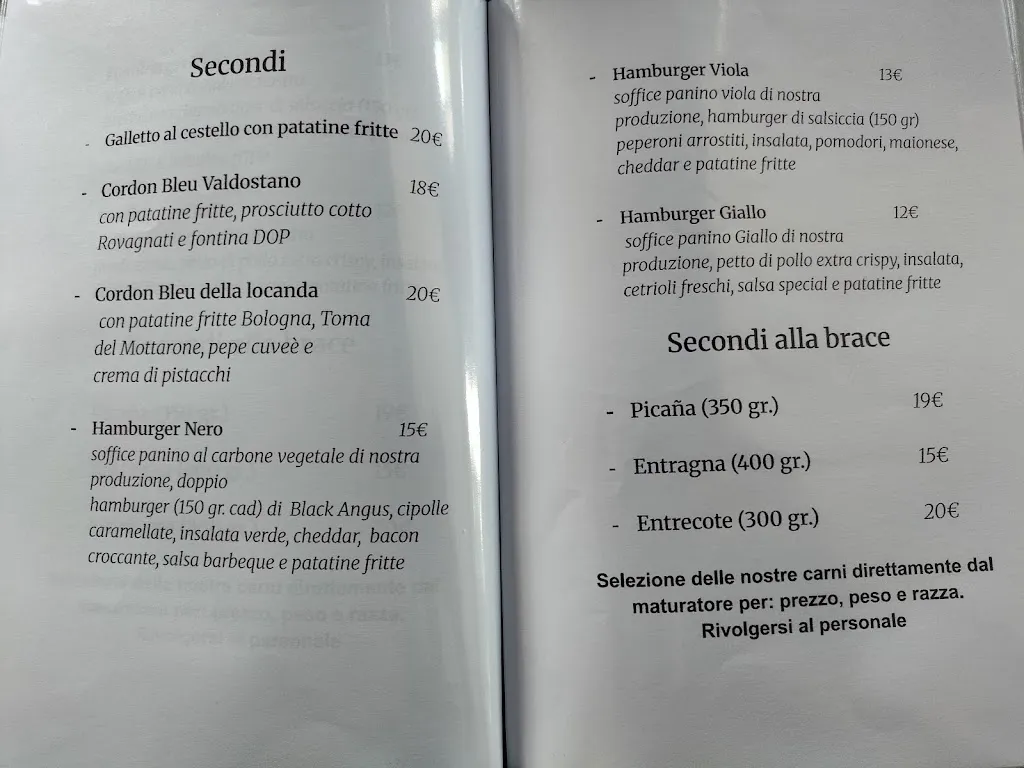 Secondi
- Galletto al cestello con patatine fritte 20€
- Cordon Bleu Valdostano 18€
con patatine fritte, prosciutto cotto
Rovagnati e fontina DOP
- Cordon Bleu della locanda 20€
con patatine fritte Bologna, Toma
del Mottarone, pepe cuveè e
crema di pistacchi
- Hamburger Nero 15€
soffice panino al carbone vegetale di nostra
produzione, doppio
hamburger (150 gr. cad) di Black Angus, cipolle
caramellate, insalata verde, cheddar, bacon
croccante, salsa barbeque e patatine fritte
- Hamburger Viola 13€
soffice panino viola di nostra
produzione, hamburger di salsiccia (150 gr)
peperoni arrostiti, insalata, pomodori, maionese,
cheddar e patatine fritte
- Hamburger Giallo 12€
soffice panino Giallo di nostra
produzione, petto di pollo extra crispy, insalata,
cetrioli freschi, salsa special e patatine fritte
Secondi alla brace
- Picaña (350 gr.) 19€
- Entragna (400 gr.) 15€
- Entrecote (300 gr.) 20€
Selezione delle nostre carni direttamente dal
maturatore per: prezzo, peso e razza.
Rivolgersi al personale